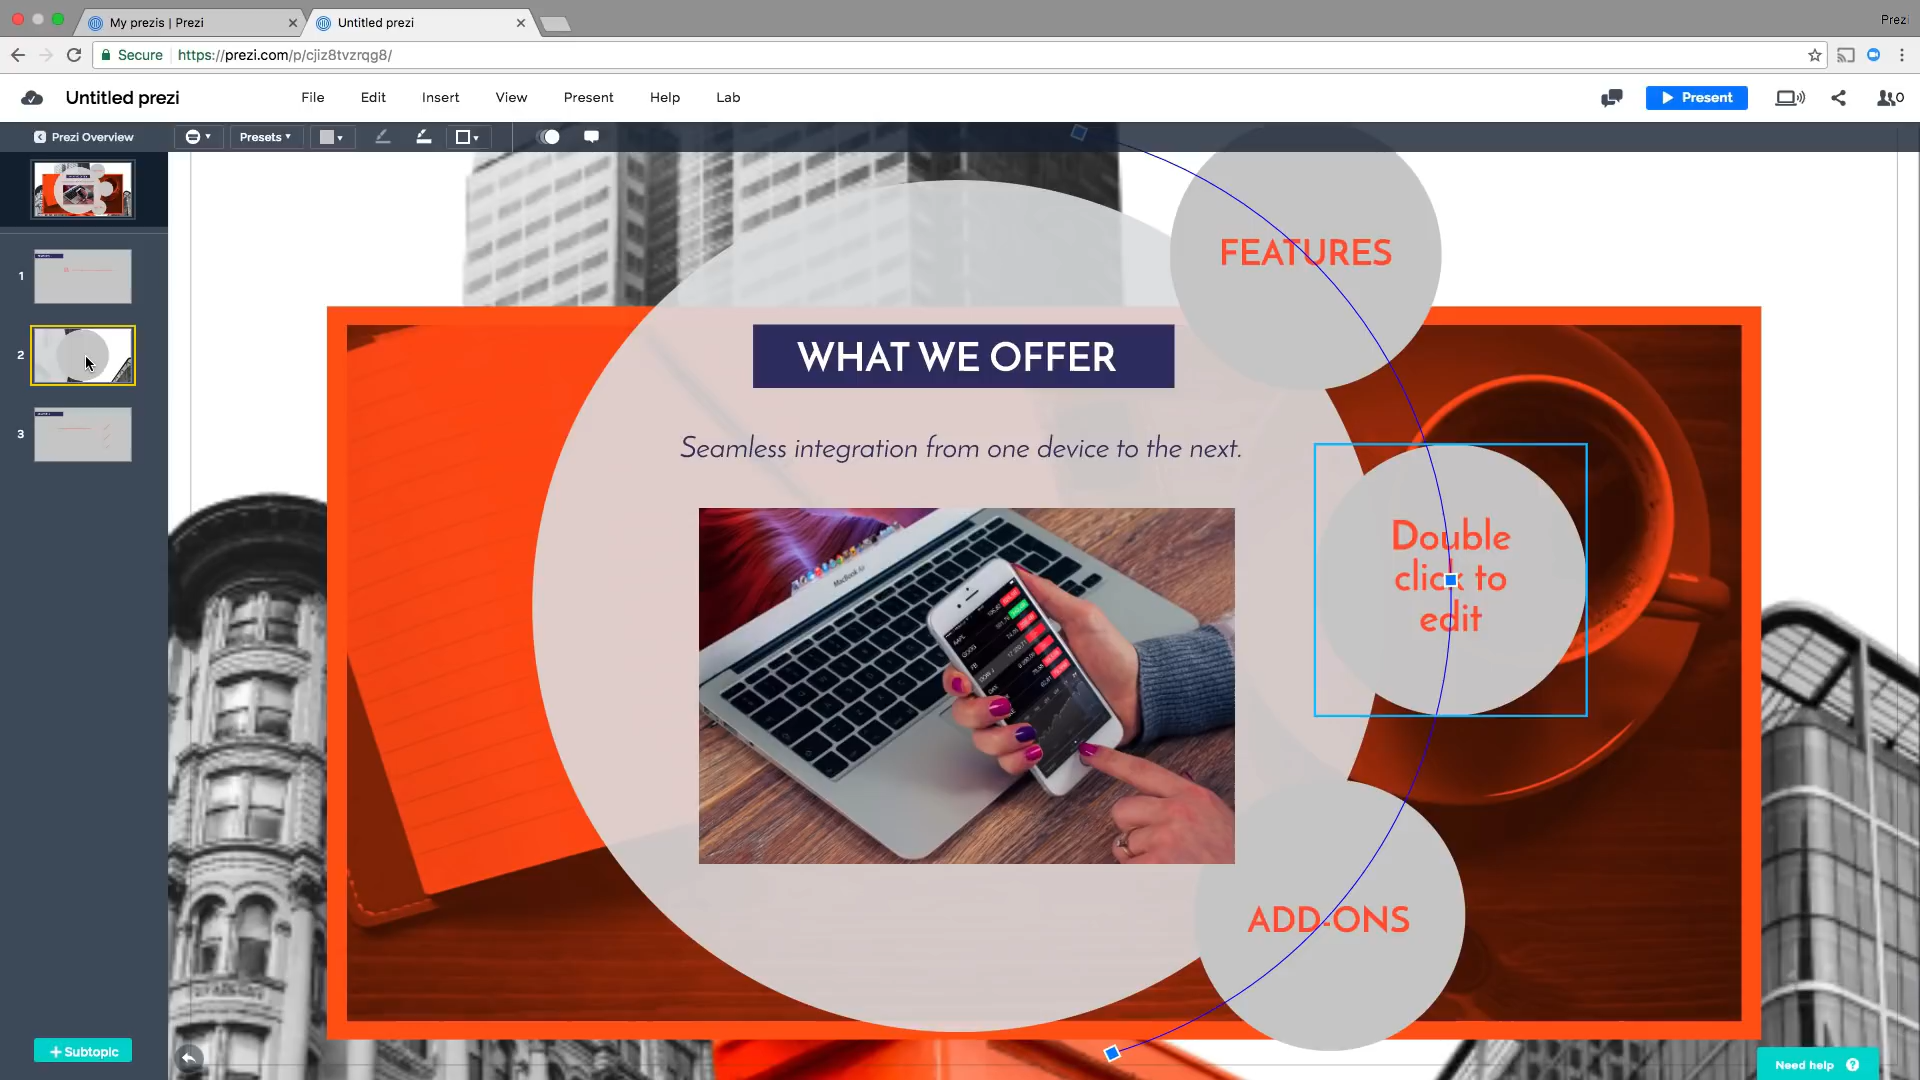 My prezis | Prezi
Untitled prezi
Prezi
Secure
https://prezi.com/p/cjiz8tvzrqg8/
Untitled prezi
File
Edit
Insert
View
Present
Help
Lab
Present
0
Prezi Overview
Presets
1
2
3
FEATURES
WHAT WE OFFER
Seamless integration from one device to the next.
Double
click to
edit
MacBook Air
ADD-ONS
+ Subtopic
Need help ?